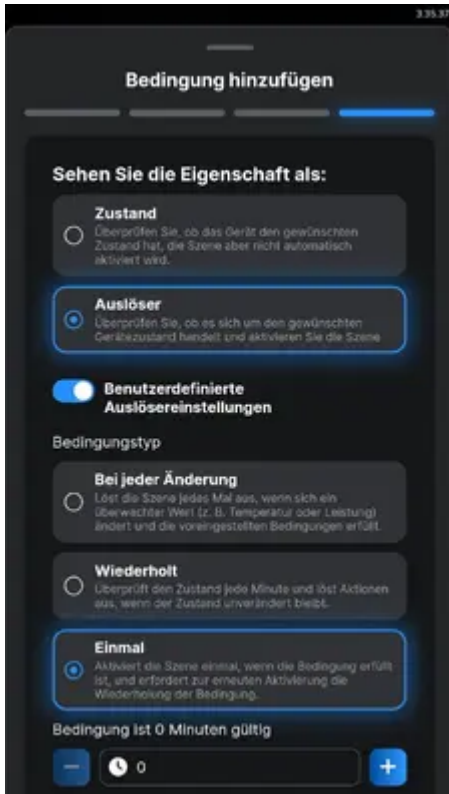 3.35.37
Bedingung hinzufügen
Sehen Sie die Eigenschaft als:
Zustand
Überprüfen Sie, ob das Gerät den gewünschten
Zustand hat, die Szene aber nicht automatisch
aktiviert wird.
Auslöser
Überprüfen Sie, ob es sich um den gewünschten
Gerätezustand handelt und aktivieren Sie die Szene
Benutzerdefinierte
Auslösereinstellungen
Bedingungstyp
Bei jeder Änderung
Löst die Szene jedes Mal aus, wenn sich ein
überwachter Wert (z. B. Temperatur oder Leistung)
ändert und die voreingestellten Bedingungen erfüllt.
Wiederholt
Überprüft den Zustand jede Minute und löst Aktionen
aus, wenn der Zustand unverändert bleibt.
Einmal
Aktiviert die Szene einmal, wenn die Bedingung erfüllt
ist, und erfordert zur erneuten Aktivierung die
Wiederholung der Bedingung.
Bedingung ist 0 Minuten gültig
0